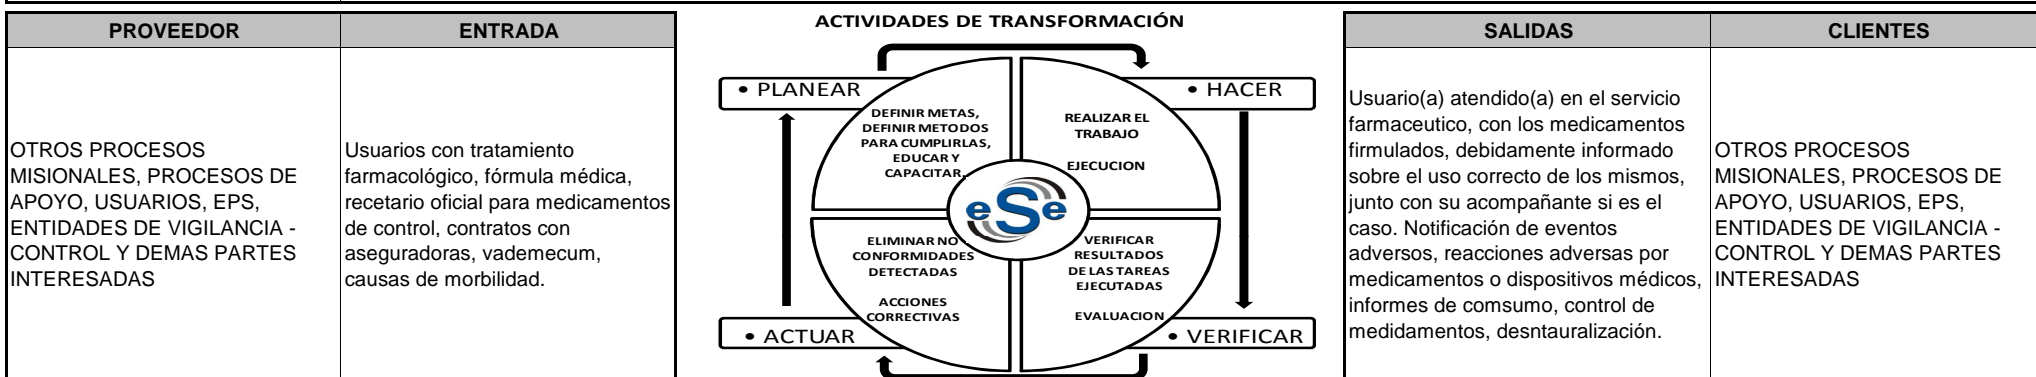 PROVEEDOR
ENTRADA
OTROS PROCESOS
MISIONALES, PROCESOS DE
APOYO, USUARIOS, EPS,
ENTIDADES DE VIGILANCIA -
CONTROL Y DEMAS PARTES
INTERESADAS
Usuarios con tratamiento
farmacológico, fórmula médica,
recetario oficial para medicamentos
de control, contratos con
aseguradoras, vademecum,
causas de morbilidad.
ACTIVIDADES DE TRANSFORMACIÓN
• PLANEAR
• HACER
DEFINIR METAS,
DEFINIR METODOS
PARA CUMPLIRLAS,
EDUCAR Y
CAPACITAR,
REALIZAR EL
TRABAJO
EJECUCION
eSe
ELIMINAR NO
CONFORMIDADES
DETECTADAS
ACCIONES
CORRECTIVAS
VERIFICAR
RESULTADOS
DE LAS TAREAS
EJECUTADAS
EVALUACION
• ACTUAR
• VERIFICAR
SALIDAS
CLIENTES
Usuario(a) atendido(a) en el servicio
farmaceutico, con los medicamentos
firmulados, debidamente informado
sobre el uso correcto de los mismos,
junto con su acompañante si es el
caso. Notificación de eventos
adversos, reacciones adversas por
medicamentos o dispositivos médicos,
informes de comsumo, control de
medidamentos, desntauralización.
OTROS PROCESOS
MISIONALES, PROCESOS DE
APOYO, USUARIOS, EPS,
ENTIDADES DE VIGILANCIA -
CONTROL Y DEMAS PARTES
INTERESADAS